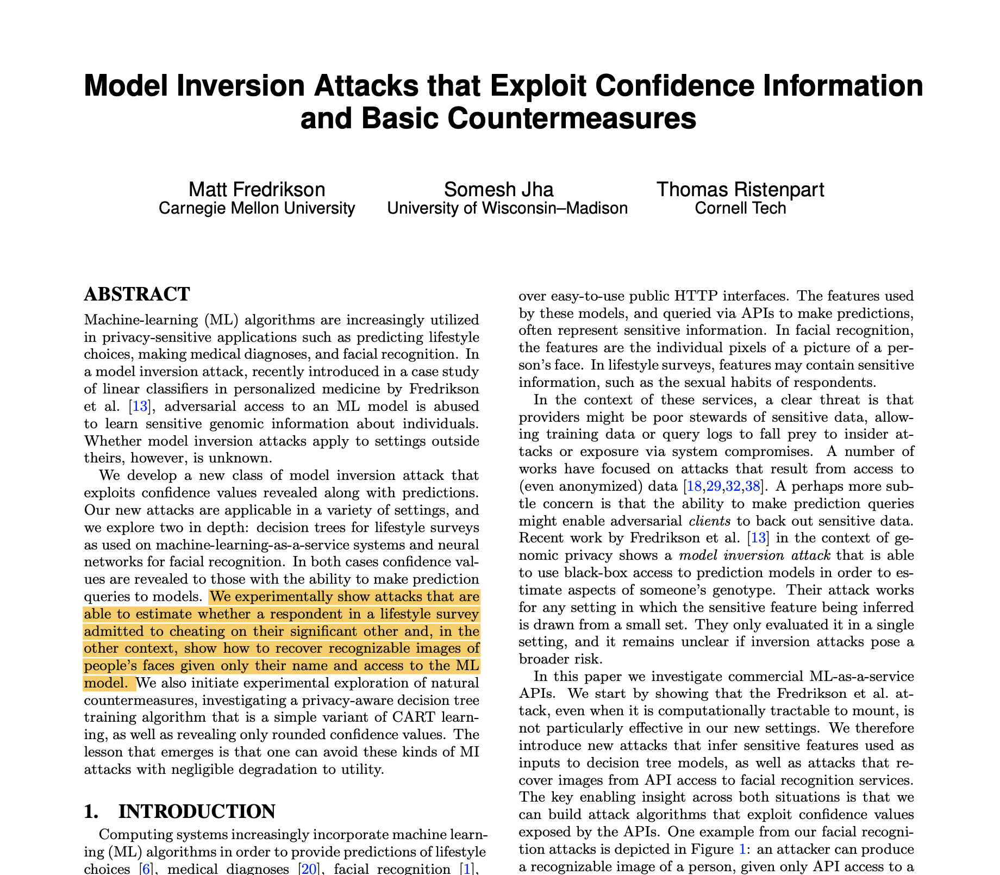 Model Inversion Attacks that Exploit Confidence Information
and Basic Countermeasures
Matt Fredrikson
Carnegie Mellon University
Somesh Jha
University of Wisconsin–Madison
Thomas Ristenpart
Cornell Tech
ABSTRACT
Machine-learning (ML) algorithms are increasingly utilized
in privacy-sensitive applications such as predicting lifestyle
choices, making medical diagnoses, and facial recognition. In
a model inversion attack, recently introduced in a case study
of linear classifiers in personalized medicine by Fredrikson
et al. [13], adversarial access to an ML model is abused
to learn sensitive genomic information about individuals.
Whether model inversion attacks apply to settings outside
theirs, however, is unknown.
We develop a new class of model inversion attack that
exploits confidence values revealed along with predictions.
Our new attacks are applicable in a variety of settings, and
we explore two in depth: decision trees for lifestyle surveys
as used on machine-learning-as-a-service systems and neural
networks for facial recognition. In both cases confidence val-
ues are revealed to those with the ability to make prediction
queries to models. We experimentally show attacks that are
able to estimate whether a respondent in a lifestyle survey
admitted to cheating on their significant other and, in the
other context, show how to recover recognizable images of
people's faces given only their name and access to the ML
model. We also initiate experimental exploration of natural
countermeasures, investigating a privacy-aware decision tree
training algorithm that is a simple variant of CART learn-
ing, as well as revealing only rounded confidence values. The
lesson that emerges is that one can avoid these kinds of MI
attacks with negligible degradation to utility.
1. INTRODUCTION
Computing systems increasingly incorporate machine learn-
ing (ML) algorithms in order to provide predictions of lifestyle
choices [6], medical diagnoses [20], facial recognition [1],
over easy-to-use public HTTP interfaces. The features used
by these models, and queried via APIs to make predictions,
often represent sensitive information. In facial recognition,
the features are the individual pixels of a picture of a per-
son's face. In lifestyle surveys, features may contain sensitive
information, such as the sexual habits of respondents.
In the context of these services, a clear threat is that
providers might be poor stewards of sensitive data, allow-
ing training data or query logs to fall prey to insider at-
tacks or exposure via system compromises. A number of
works have focused on attacks that result from access to
(even anonymized) data [18,29,32,38]. A perhaps more sub-
tle concern is that the ability to make prediction queries
might enable adversarial clients to back out sensitive data.
Recent work by Fredrikson et al. [13] in the context of ge-
nomic privacy shows a model inversion attack that is able
to use black-box access to prediction models in order to es-
timate aspects of someone's genotype. Their attack works
for any setting in which the sensitive feature being inferred
is drawn from a small set. They only evaluated it in a single
setting, and it remains unclear if inversion attacks pose a
broader risk.
In this paper we investigate commercial ML-as-a-service
APIs. We start by showing that the Fredrikson et al. at-
tack, even when it is computationally tractable to mount, is
not particularly effective in our new settings. We therefore
introduce new attacks that infer sensitive features used as
inputs to decision tree models, as well as attacks that re-
cover images from API access to facial recognition services.
The key enabling insight across both situations is that we
can build attack algorithms that exploit confidence values
exposed by the APIs. One example from our facial recogni-
tion attacks is depicted in Figure 1: an attacker can produce
a recognizable image of a person, given only API access to a